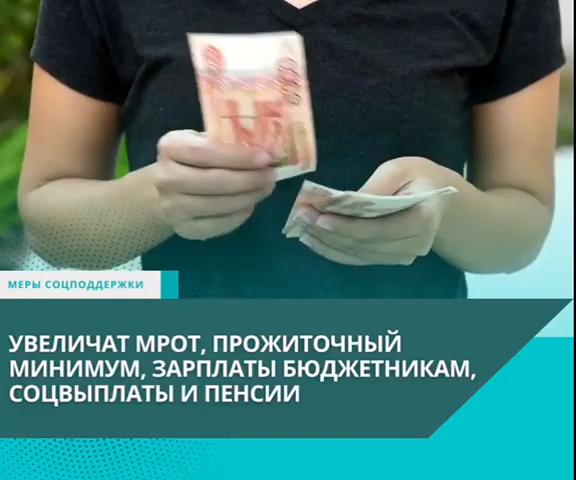 МЕРЫ СОЦПОДДЕРЖКИ
УВЕЛИЧАТ МРОТ, ПРОЖИТОЧНЫЙ
МИНИМУМ, ЗАРПЛАТЫ БЮДЖЕТНИКАМ,
СОЦВЫПЛАТЫ И ПЕНСИИ